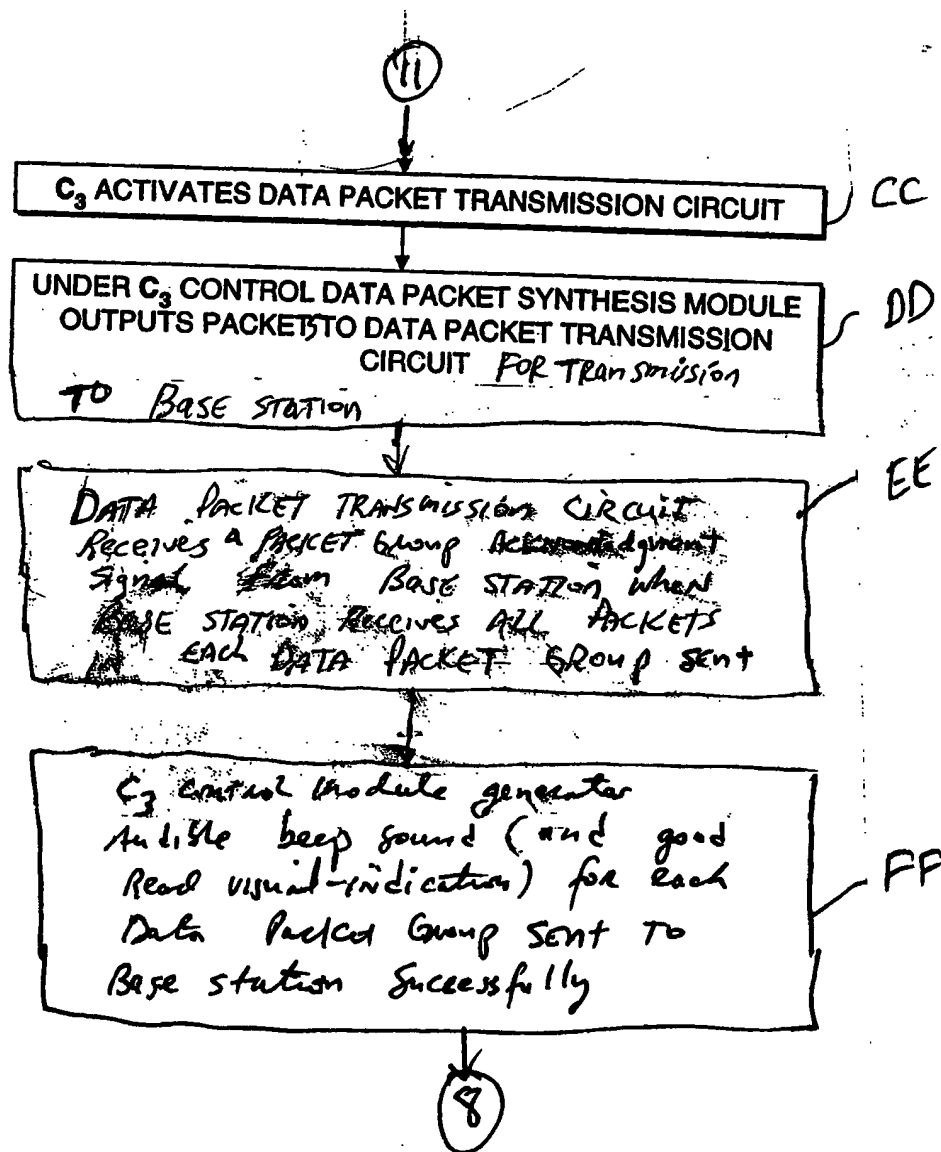 11
C₃ ACTIVATES DATA PACKET TRANSMISSION CIRCUIT
CC
UNDER C₃ CONTROL DATA PACKET SYNTHESIS MODULE
OUTPUTS PACKETS TO DATA PACKET TRANSMISSION
CIRCUIT FOR TRANSMISSION
TO BASE STATION
DD
DATA PACKET TRANSMISSION CIRCUIT
Receives a PACKET Group Acknowledgment
Signal from BASE STATION when
BASE STATION Receives ALL PACKETS
EACH DATA PACKET GROUP SENT
EE
C₃ control module generates
Audible beep sound (and good
Read visual-indication) for each
Data Packet Group SENT TO
Base station Successfully
FF
8